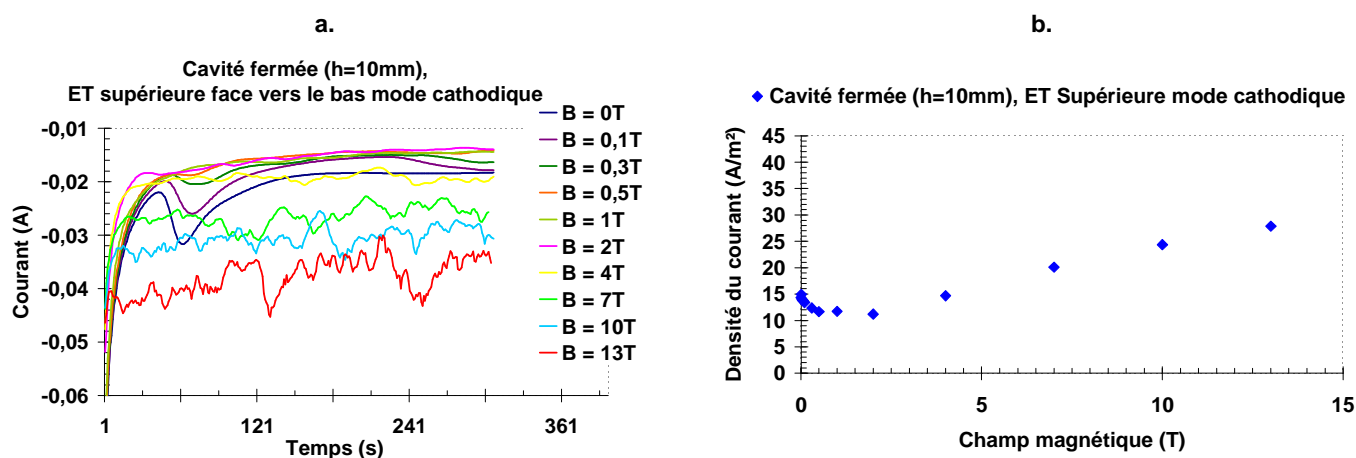 a.
Cavité fermée (h=10mm),
ET supérieure face vers le bas mode cathodique
-0,01
-0,02
-0,03
-0,04
-0,05
-0,06
Courant (A)
1
121
241
361
Temps (s)
B = 0T
B = 0,1T
B = 0,3T
B = 0,5T
B = 1T
B = 2T
B = 4T
B = 7T
B = 10T
B = 13T
b.
Cavité fermée (h=10mm), ET Supérieure mode cathodique
45
40
35
30
25
20
15
10
5
0
Densité du courant (A/m²)
0
5
10
15
Champ magnétique (T)